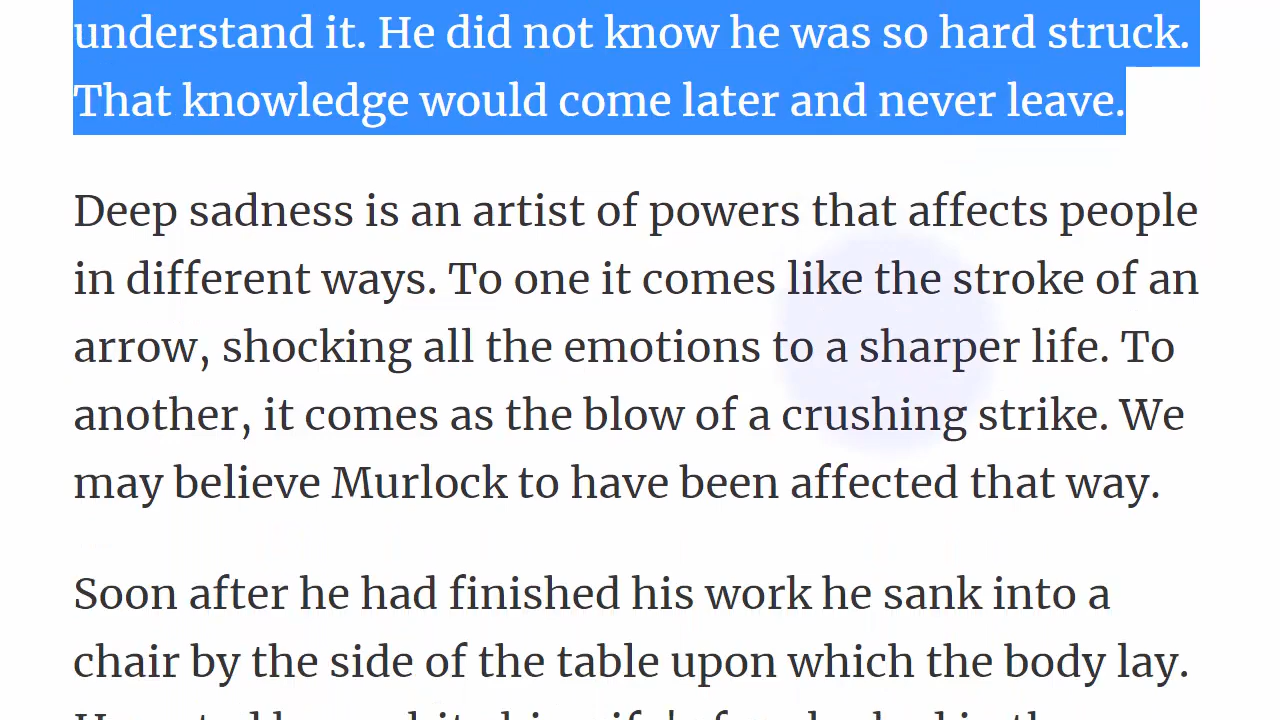 understand it. He did not know he was so hard struck.
That knowledge would come later and never leave.
Deep sadness is an artist of powers that affects people
in different ways. To one it comes like the stroke of an
arrow, shocking all the emotions to a sharper life. To
another, it comes as the blow of a crushing strike. We
may believe Murlock to have been affected that way.
Soon after he had finished his work he sank into a
chair by the side of the table upon which the body lay.